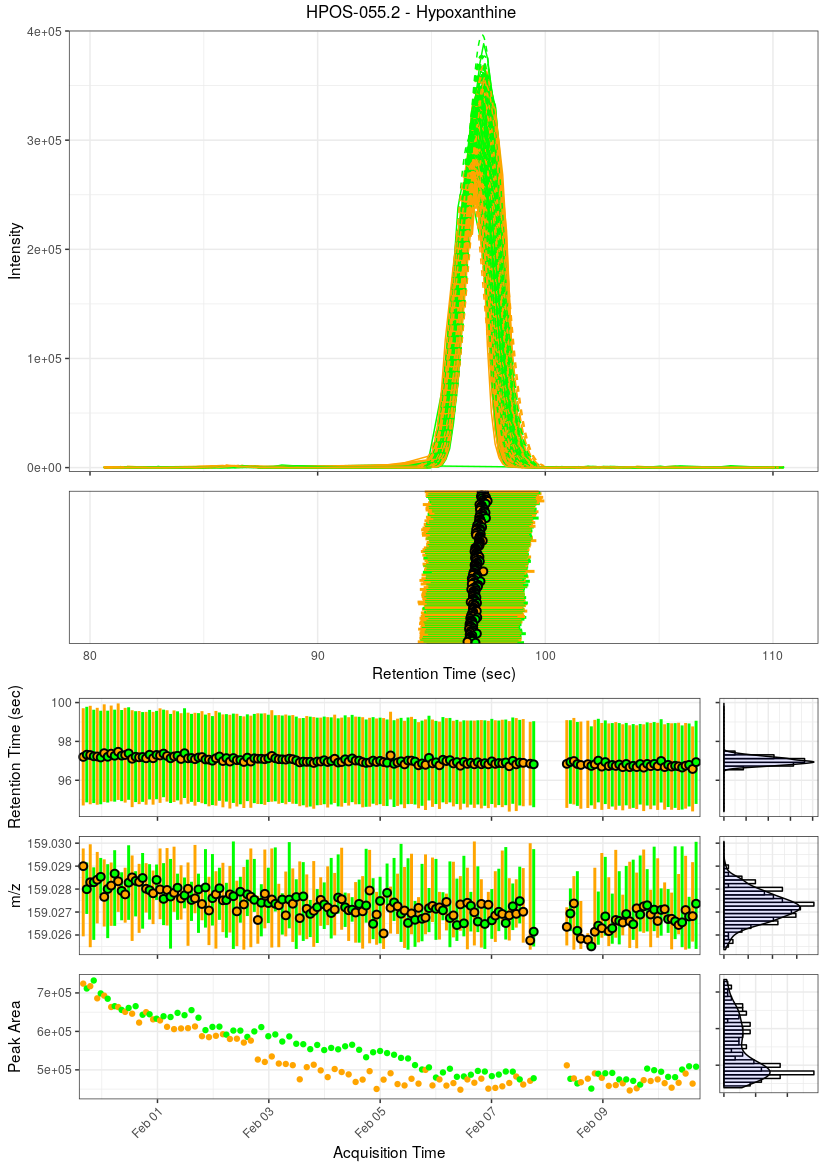 HPOS-055.2 - Hypoxanthine
4e+05
3e+05
2e+05
1e+05
0e+00
Intensity
80
90
100
110
Retention Time (sec)
100
98
96
Retention Time (sec)
159.030
159.029
159.028
159.027
159.026
m/z
7e+05
6e+05
5e+05
Peak Area
Feb 01
Feb 03
Feb 05
Feb 07
Feb 09
Acquisition Time